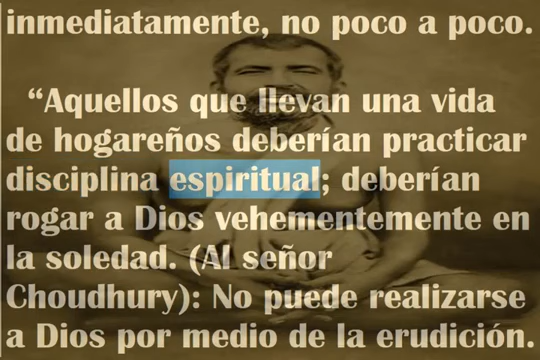 inmediatamente, no poco a poco.
“Aquellos que llevan una vida
de hogareños deberían practicar
disciplina espiritual; deberían
rogar a Dios vehementemente en
la soledad. (Al señor
Choudhury): No puede realizarse
a Dios por medio de la erudición.